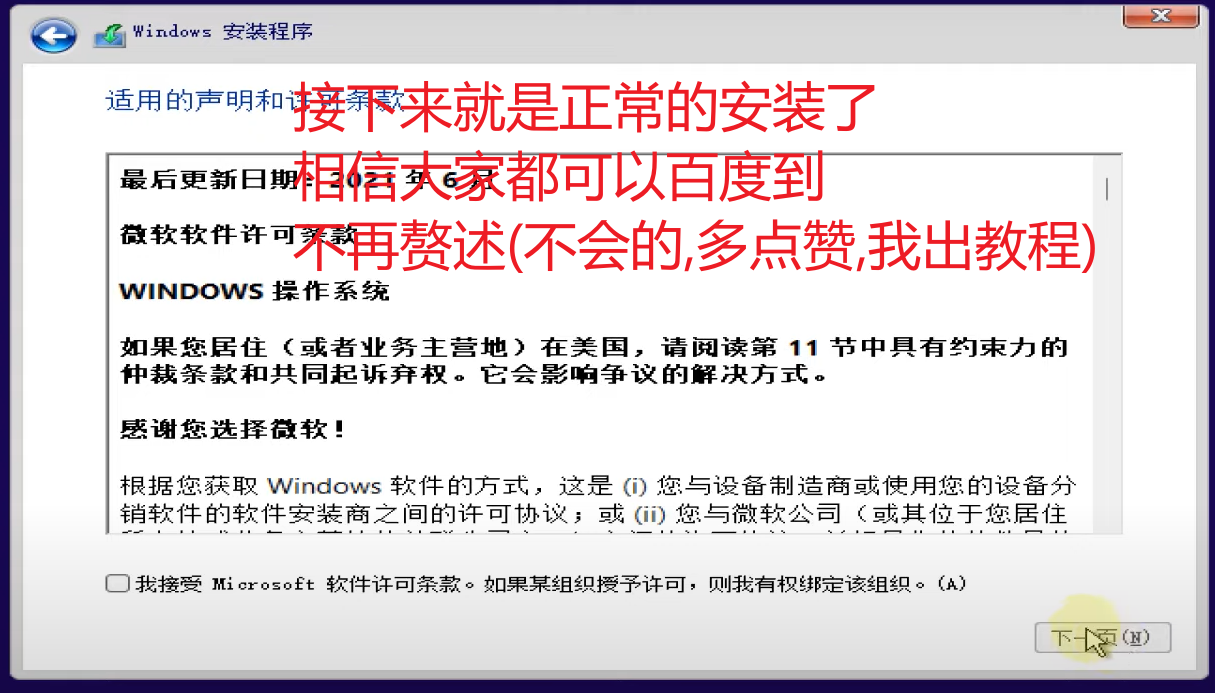 Windows 安装程序
适用的声明和许可条款
接下来就是正常的安装了
最后更新日期：2021 年 6 月
相信大家都可以百度到
微软软件许可条款
不再赘述(不会的,多点赞,我出教程)
WINDOWS 操作系统
如果您居住（或者业务主营地）在美国，请阅读第 11 节中具有约束力的
仲裁条款和共同起诉弃权。它会影响争议的解决方式。
感谢您选择微软！
根据您获取 Windows 软件的方式，这是 (i) 您与设备制造商或使用您的设备分
销软件的软件安装商之间的许可协议；或 (ii) 您与微软公司（或其位于您居住
我接受 Microsoft 软件许可条款。如果某组织授予许可，则我有权绑定该组织。(A)
下一页(N)